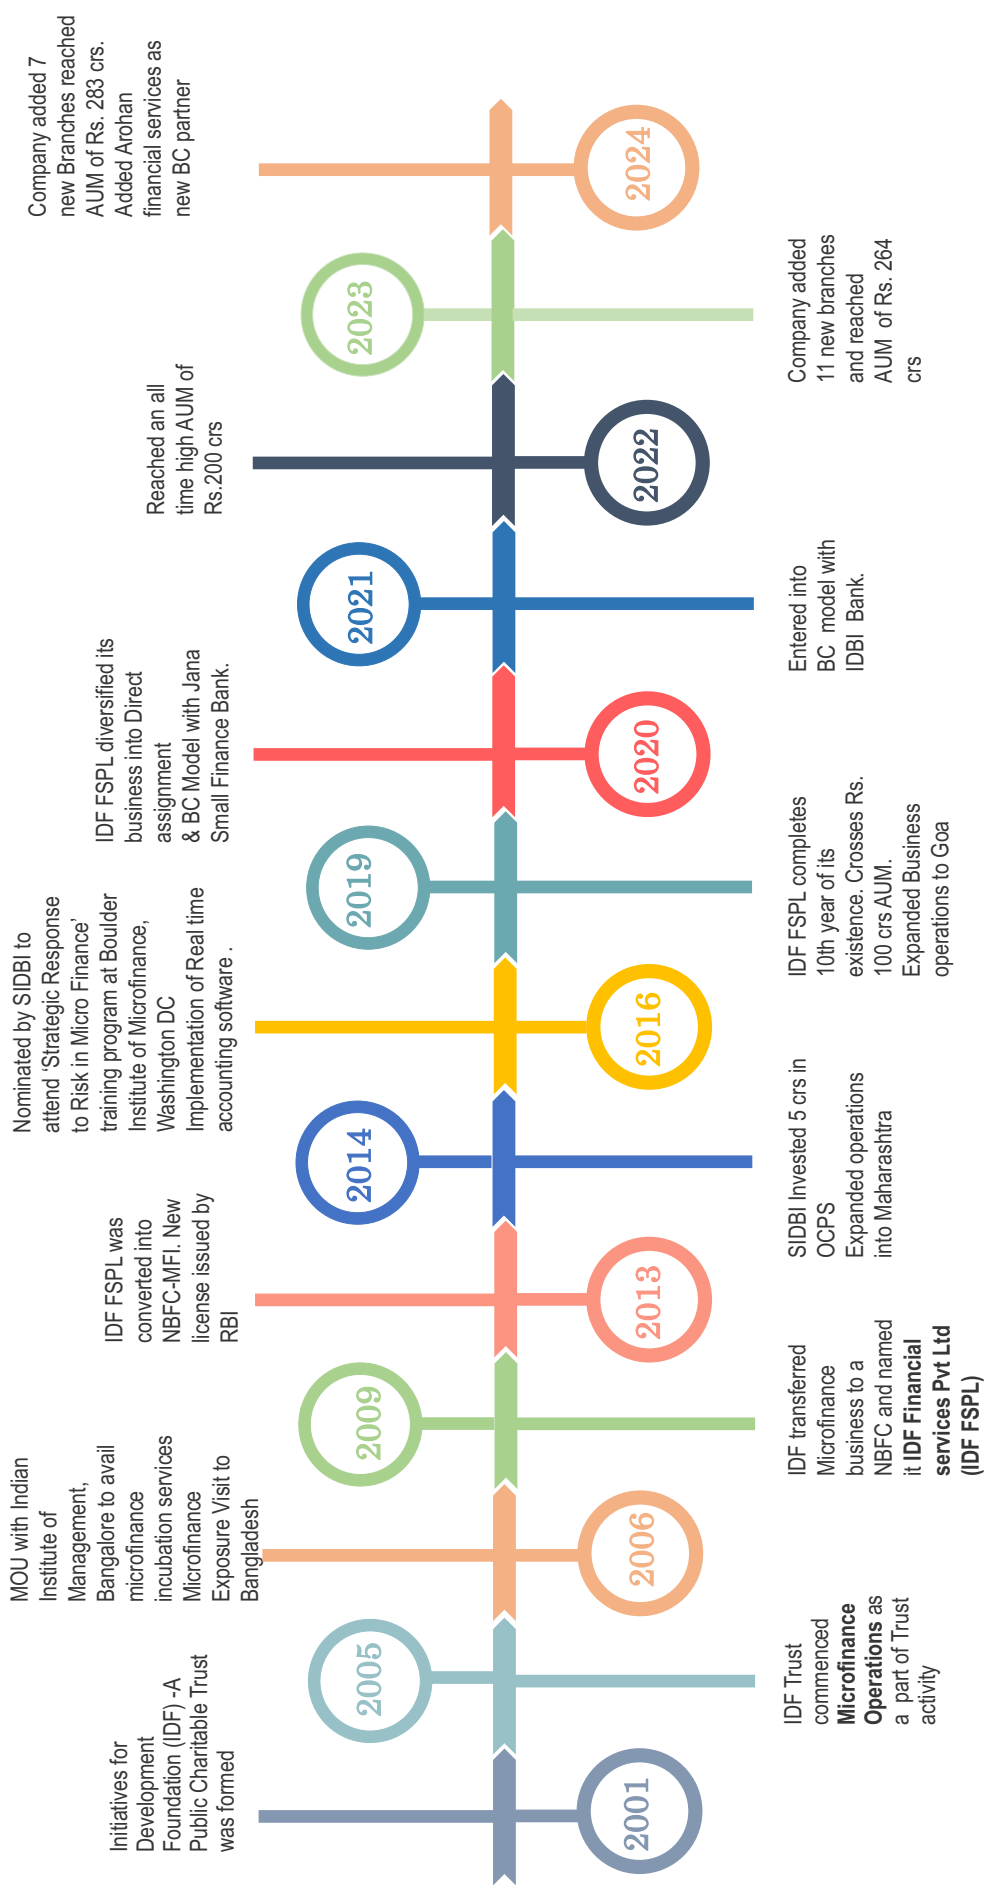 Initiatives for
Development
Foundation (IDF) -A
Public Charitable Trust
was formed
2001
2005
IDF Trust
commenced
Microfinance
Operations as
a part of Trust
activity
MOU with Indian
Institute of
Management,
Bangalore to avail
microfinance
incubation services
Microfinance
Exposure Visit to
Bangladesh
2006
2009
IDF transferred
Microfinance
business to a
NBFC and named
it IDF Financial
services Pvt Ltd
(IDF FSPL)
IDF FSPL was
converted into
NBFC-MFI. New
license issued by
RBI
2013
2014
SIDBI Invested 5 crs in
OCPS
Expanded operations
into Maharashtra
Nominated by SIDBI to
attend ‘Strategic Response
to Risk in Micro Finance’
training program at Boulder
Institute of Microfinance,
Washington DC
Implementation of Real time
accounting software .
2016
2019
IDF FSPL completes
10th year of its
existence. Crosses Rs.
100 crs AUM.
Expanded Business
operations to Goa
IDF FSPL diversified its
business into Direct
assignment
& BC Model with Jana
Small Finance Bank.
2020
2021
Entered into
BC model with
IDBI Bank.
Reached an all
time high AUM of
Rs.200 crs
2022
2023
Company added
11 new branches
and reached
AUM of Rs. 264
crs
Company added 7
new Branches reached
AUM of Rs. 283 crs.
Added Arohan
financial services as
new BC partner
2024